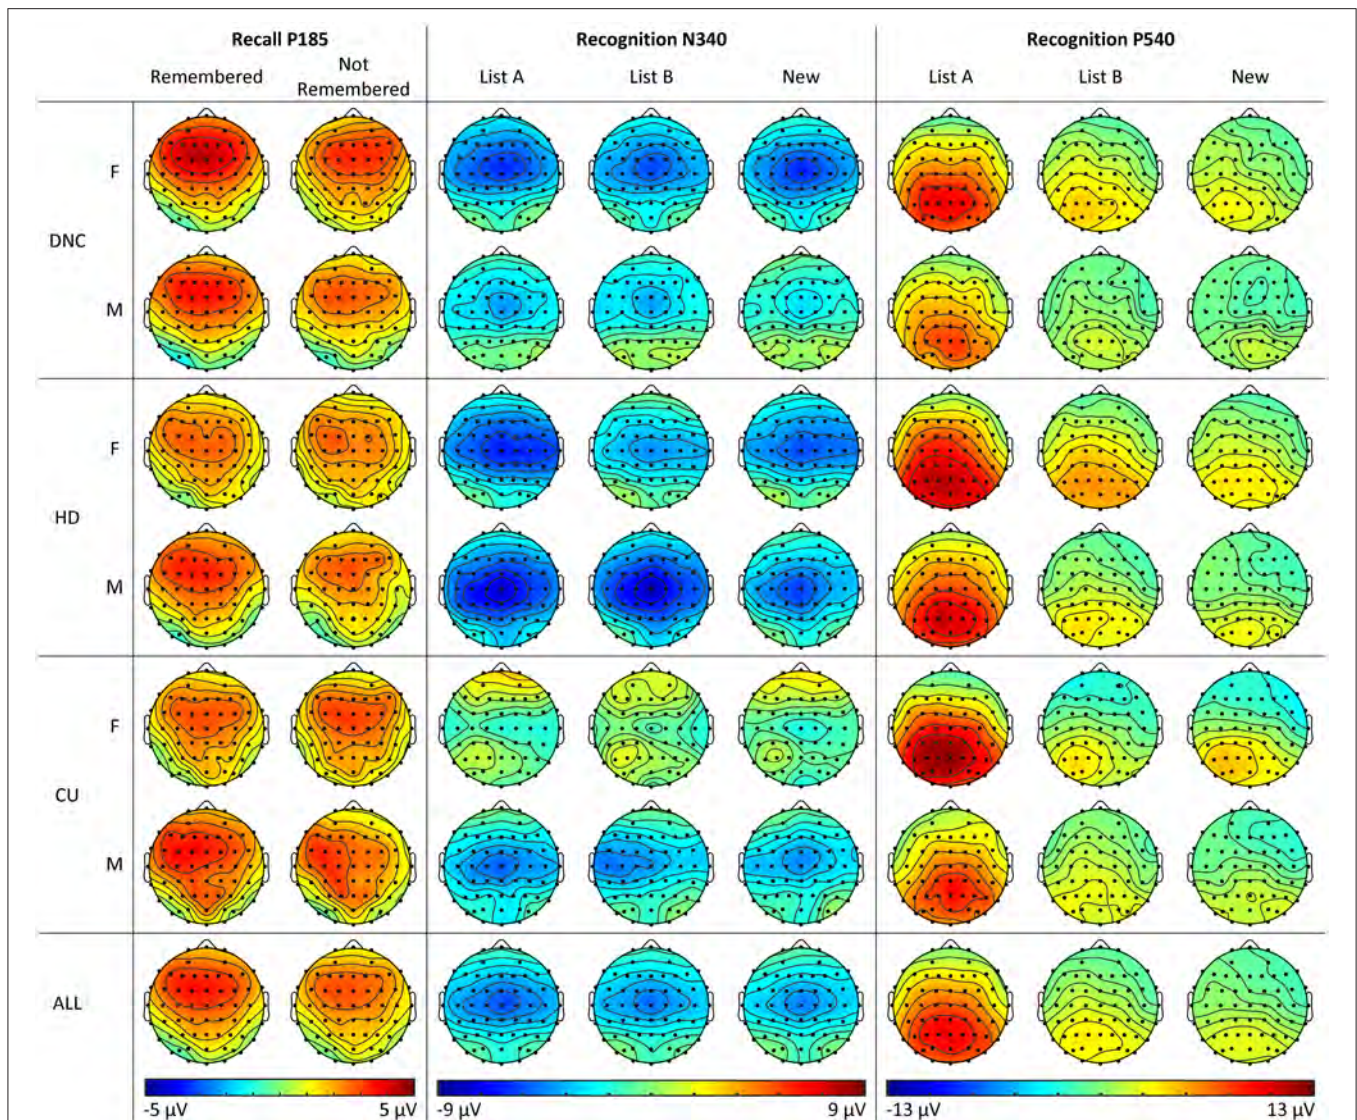 Recall P185 Recognition N340 Recognition P540
Remembered Not Remembered List A List B New List A List B New
F
DNC
M
F
HD
M
F
CU
M
ALL
-5 μV 5 μV -9 μV 9 μV -13 μV 13 μV